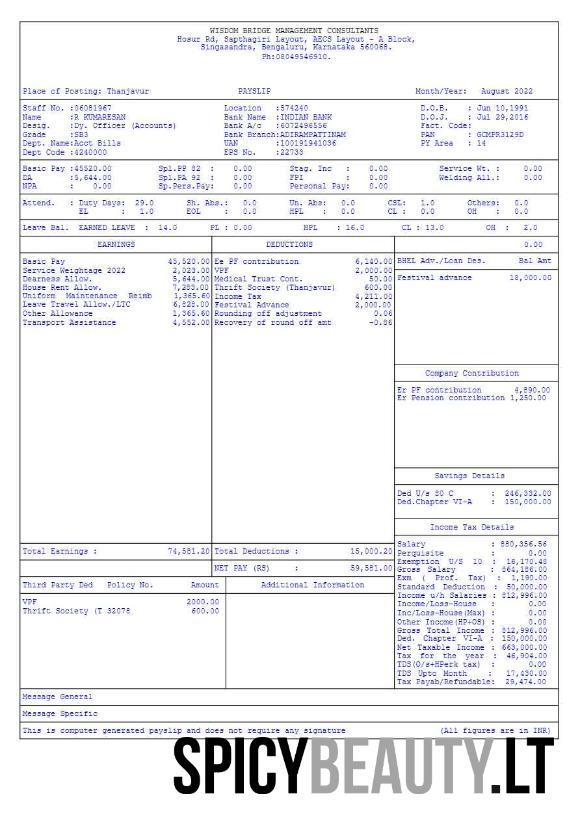 WISDOM BRIDGE MANAGEMENT CONSULTANTS
Hosur Rd, Sapthagiri Layout, AECS Layout - A Block,
Singasandra, Bengaluru, Karnataka 560068.
Ph:08049546910.
Place of Posting: Thanjavur PAYSLIP Month/Year: August 2022
Staff No. :06081967 Location :574240 D.O.B. : Jun 10,1991
Name :R KUMARESAN Bank Name :INDIAN BANK D.O.J. : Jul 29,2016
Desig. :Dy. Officer (Accounts) Bank A/c :6072496556 Fact. Code:
Grade :SB3 Bank Branch:ADIRAMPATTINAM PAN : GCMPR3129D
Dept. Name:Acct Bills UAN :100191941036 PY Area : 14
Dept Code :4240000 EPS No. :22733
Basic Pay :45520.00 Spl.PP 82 : 0.00 Stag. Inc : 0.00 Service Wt. : 0.00
DA :5,644.00 Spl.PA 92 : 0.00 FPI : 0.00 Welding All.: 0.00
NPA : 0.00 Sp.Pers.Pay: 0.00 Personal Pay: 0.00
Attend. : Duty Days: 29.0 Sh. Abs.: 0.0 Un. Abs: 0.0 CSL: 1.0 Others: 0.0
EL : 1.0 EOL : 0.0 HPL : 0.0 CL : 0.0 OH : 0.0
Leave Bal. EARNED LEAVE : 14.0 PL : 0.00 HPL : 16.0 CL : 13.0 OH : 2.0
EARNINGS DEDUCTIONS 0.00
Basic Pay 45,520.00 Ee PF contribution 6,140.00 BHEL Adv./Loan Des. Bal Amt
Service Weightage 2022 2,023.00 VPF 2,000.00
Dearness Allow. 5,644.00 Medical Trust Cont. 50.00 Festival advance 18,000.00
House Rent Allow. 7,283.00 Thrift Society (Thanjavur) 600.00
Uniform Maintenance Reimb 1,365.60 Income Tax 4,211.00
Leave Travel Allow./LTC 6,828.00 Festival Advance 2,000.00
Other Allowance 1,365.60 Rounding off adjustment 0.06
Transport Assistance 4,552.00 Recovery of round off amt -0.86
Company Contribution
Er PF contribution 4,890.00
Er Pension contribution 1,250.00
Savings Details
Ded U/s 80 C : 246,332.00
Ded.Chapter VI-A : 150,000.00
Income Tax Details
Total Earnings : 74,581.20 Total Deductions : 15,000.20
NET PAY (RS) : 59,581.00
Third Party Ded Policy No. Amount Additional Information
VPF 2000.00
Thrift Society (T 32078 600.00
Salary : 880,356.56
Perquisite : 0.00
Exemption U/S 10 : 16,170.48
Gross Salary : 864,186.00
Exm ( Prof. Tax) : 1,190.00
Standard Deduction : 50,000.00
Income u/h Salaries : 812,996.00
Income/Loss-House : 0.00
Inc/Loss-House(Max) : 0.00
Other Income(HP+OS) : 0.00
Gross Total Income : 812,996.00
Ded. Chapter VI-A : 150,000.00
Net Taxable Income : 663,000.00
Tax for the year : 46,904.00
TDS(O/s+HPerk tax) : 0.00
TDS Upto Month : 17,430.00
Tax Payab/Refundable: 29,474.00
Message General
Message Specific
This is computer generated payslip and does not require any signature (All figures are in INR)
SPICYBEAUTY.LT